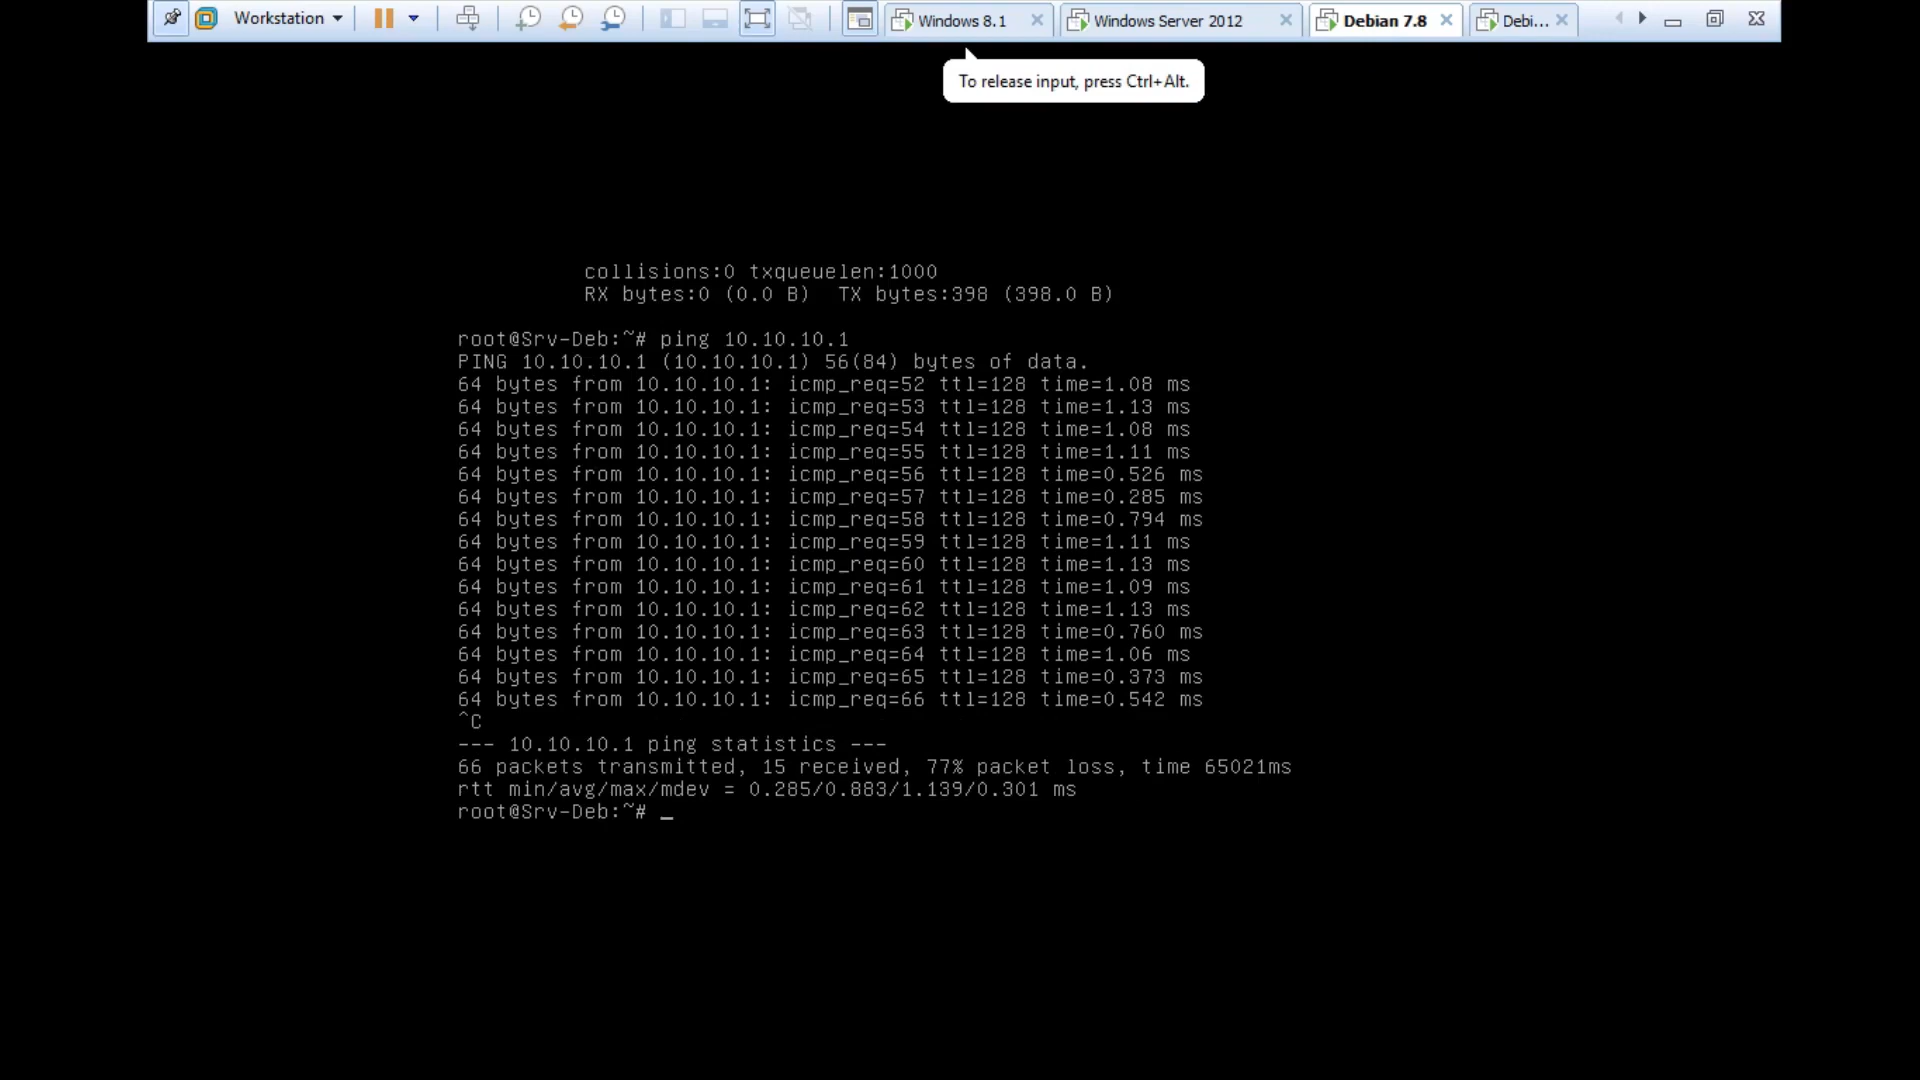 Workstation
Windows 8.1
Windows Server 2012
Debian 7.8
Debi...
To release input, press Ctrl+Alt.
collisions:0 txqueuelen:1000
RX bytes:0 (0.0 B)  TX bytes:398 (398.0 B)
root@Srv-Deb:~# ping 10.10.10.1
PING 10.10.10.1 (10.10.10.1) 56(84) bytes of data.
64 bytes from 10.10.10.1: icmp_req=52 ttl=128 time=1.08 ms
64 bytes from 10.10.10.1: icmp_req=53 ttl=128 time=1.13 ms
64 bytes from 10.10.10.1: icmp_req=54 ttl=128 time=1.08 ms
64 bytes from 10.10.10.1: icmp_req=55 ttl=128 time=1.11 ms
64 bytes from 10.10.10.1: icmp_req=56 ttl=128 time=0.526 ms
64 bytes from 10.10.10.1: icmp_req=57 ttl=128 time=0.285 ms
64 bytes from 10.10.10.1: icmp_req=58 ttl=128 time=0.794 ms
64 bytes from 10.10.10.1: icmp_req=59 ttl=128 time=1.11 ms
64 bytes from 10.10.10.1: icmp_req=60 ttl=128 time=1.13 ms
64 bytes from 10.10.10.1: icmp_req=61 ttl=128 time=1.09 ms
64 bytes from 10.10.10.1: icmp_req=62 ttl=128 time=1.13 ms
64 bytes from 10.10.10.1: icmp_req=63 ttl=128 time=0.760 ms
64 bytes from 10.10.10.1: icmp_req=64 ttl=128 time=1.06 ms
64 bytes from 10.10.10.1: icmp_req=65 ttl=128 time=0.373 ms
64 bytes from 10.10.10.1: icmp_req=66 ttl=128 time=0.542 ms
^C
--- 10.10.10.1 ping statistics ---
66 packets transmitted, 15 received, 77% packet loss, time 65021ms
rtt min/avg/max/mdev = 0.285/0.883/1.139/0.301 ms
root@Srv-Deb:~# _